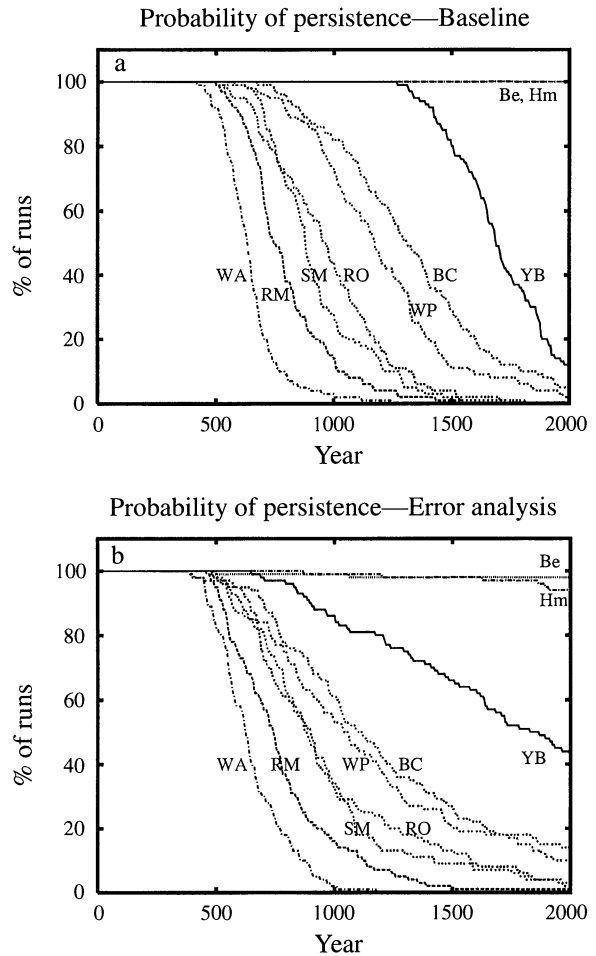 Probability of persistence—Baseline
a
100
Be, Hm
80
% of runs
60
40
WA
SM
RO
BC
YB
RM
WP
20
0
0
500
1000
1500
2000
Year
Probability of persistence—Error analysis
b
100
Be
Hm
80
% of runs
60
40
WA
RM
WP
BC
YB
20
SM
RO
0
0
500
1000
1500
2000
Year